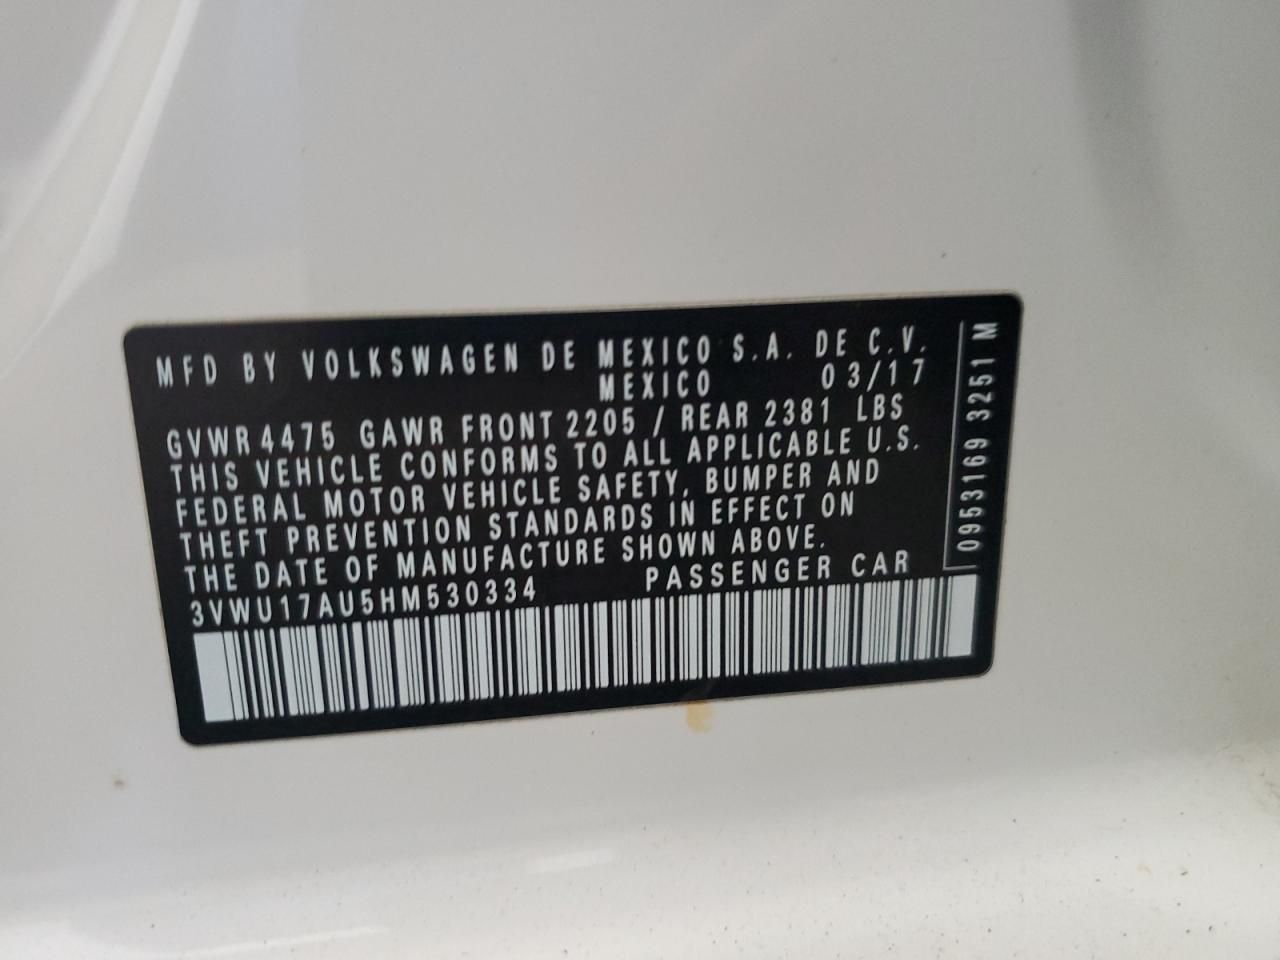 MFD BY VOLKSWAGEN DE MEXICO S.A. DE C.V.
MEXICO 03/17
GVWR 4475 GAWR FRONT 2205 / REAR 2381 LBS
THIS VEHICLE CONFORMS TO ALL APPLICABLE U.S.
FEDERAL MOTOR VEHICLE SAFETY, BUMPER AND
THEFT PREVENTION STANDARDS IN EFFECT ON
THE DATE OF MANUFACTURE SHOWN ABOVE.
3VWU17AU5HM530334 PASSENGER CAR
0953169 3251 M